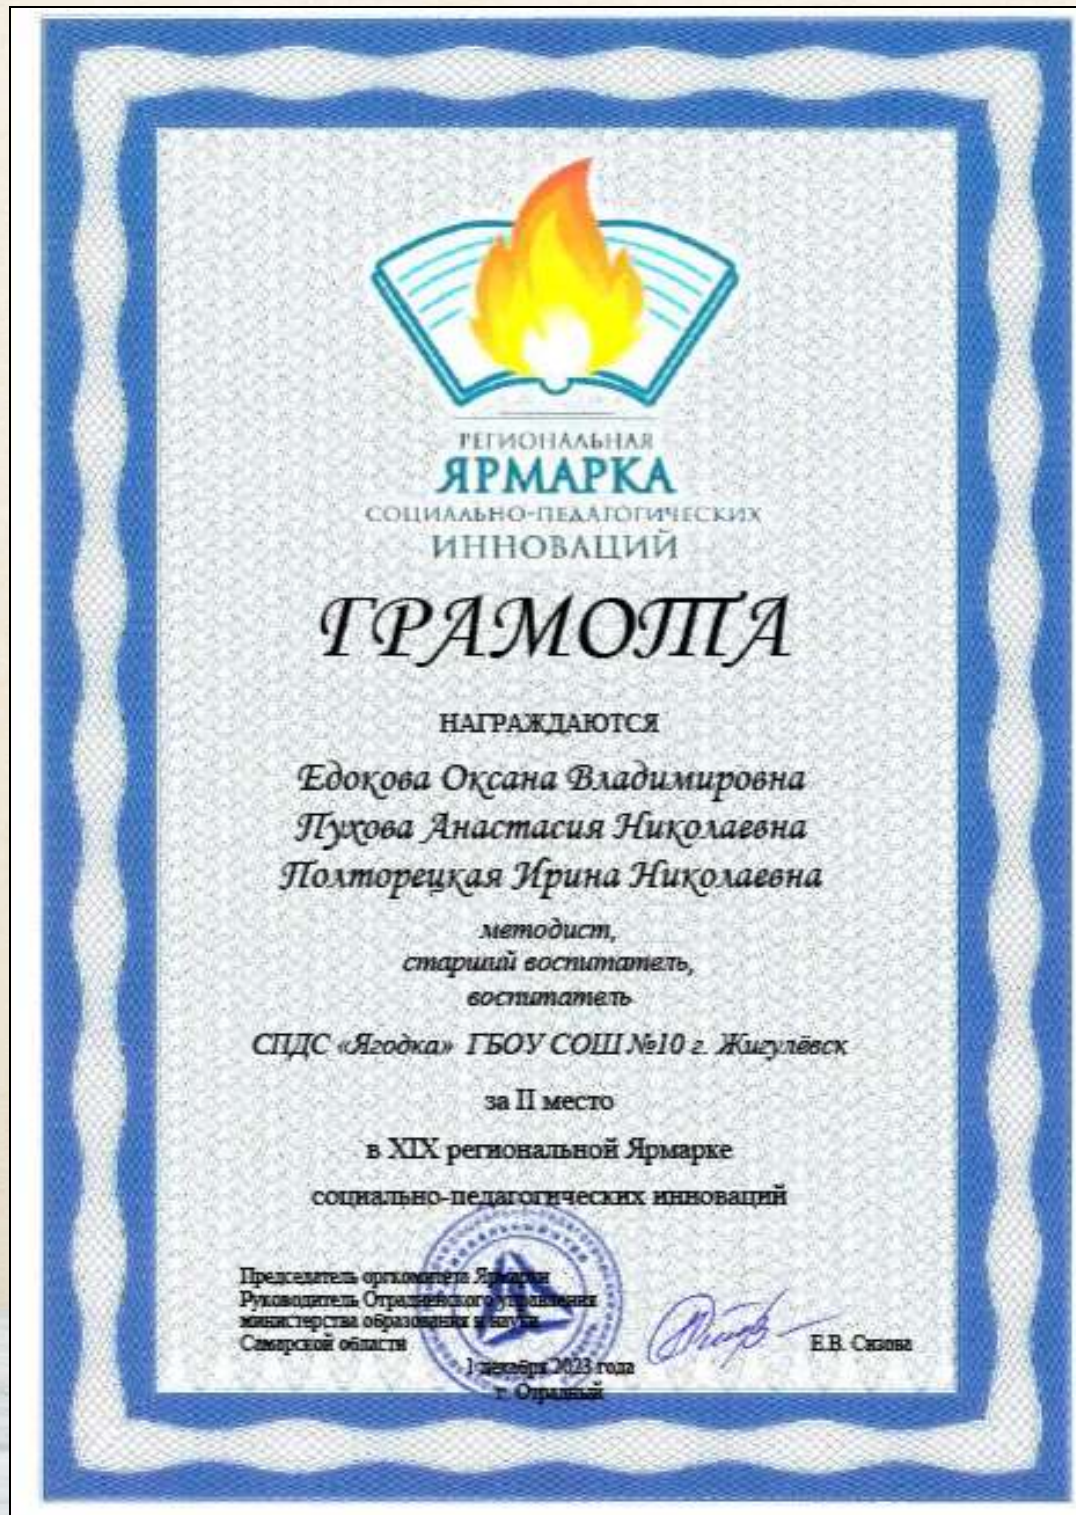 РЕГИОНАЛЬНАЯ
ЯРМАРКА
СОЦИАЛЬНО-ПЕДАГОГИЧЕСКИХ
ИННОВАЦИЙ
ГРАМОТА
НАГРАЖДАЮТСЯ
Едокова Оксана Владимировна
Пухова Анастасия Николаевна
Полторецкая Ирина Николаевна
методист,
старший воспитатель,
воспитатель
СПДС «Ягодка» ГБОУ СОШ №10 г. Жигулёвск
за II место
в XIX региональной Ярмарке
социально-педагогических инноваций
Председатель оргкомитета Ярмарки
Руководитель Отрадненского управления
министерства образования и науки
Самарской области
Е.В. Сизова
1 декабря 2023 года
г. Отрадный